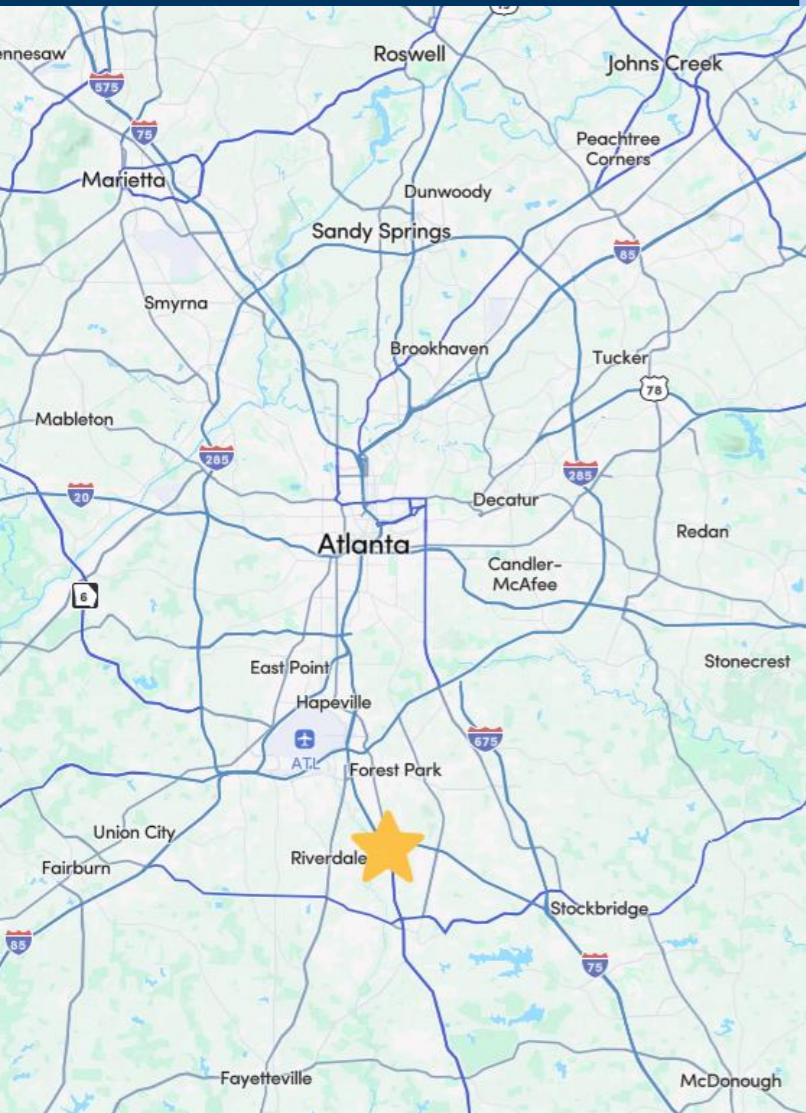 ennesaw
Roswell
Johns Creek
575
75
Peachtree
Corners
Marietta
Dunwoody
Sandy Springs
85
Smyrna
Brookhaven
Tucker
78
Mableton
285
285
20
Decatur
Redan
Atlanta
Candler-
McAfee
6
East Point
Stonecrest
Hapeville
675
ATL
Forest Park
Union City
Riverdale
Fairburn
Stockbridge
85
75
Fayetteville
McDonough